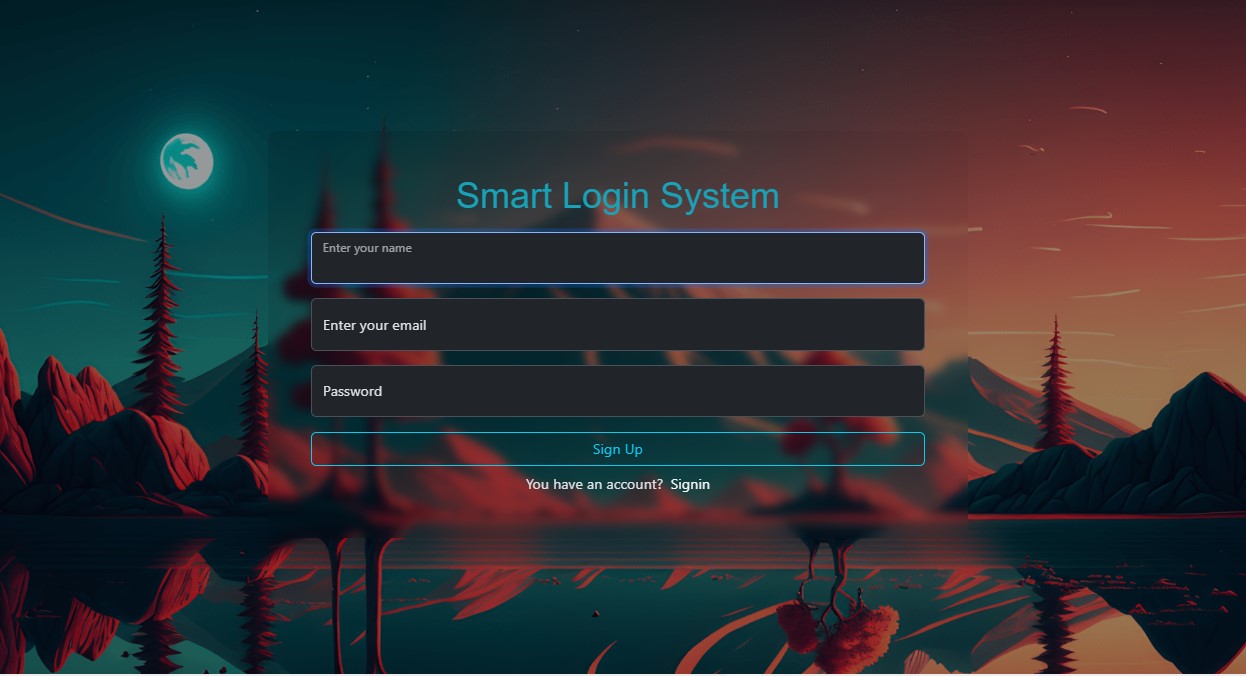 Smart Login System
Enter your name
Enter your email
Password
Sign Up
You have an account? Signin